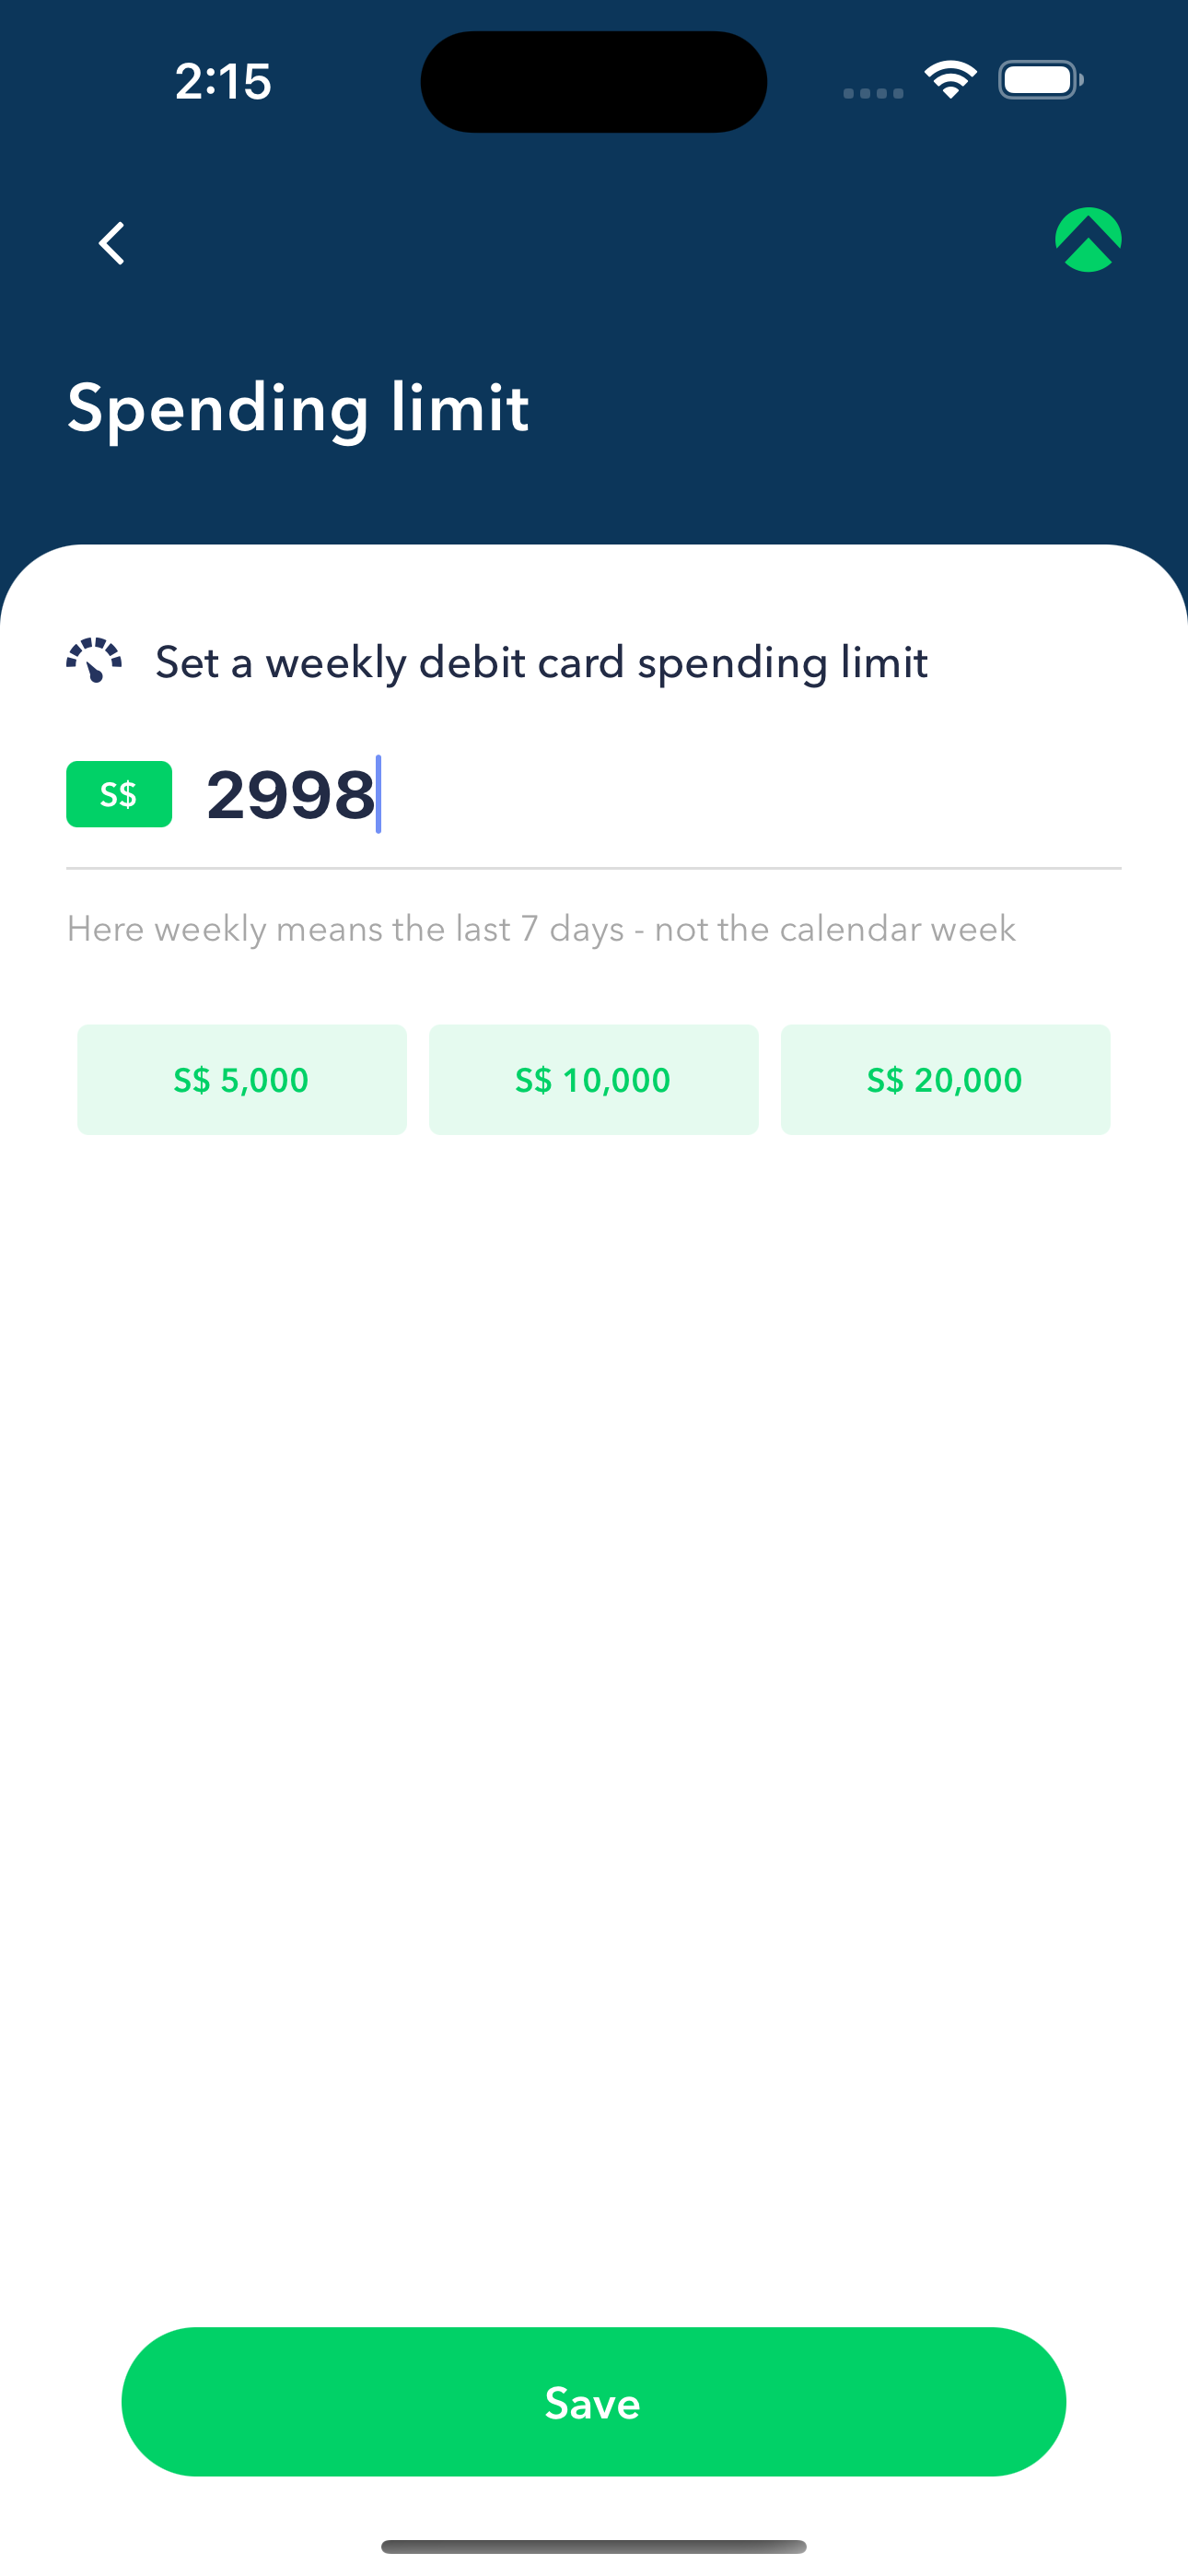 2:15
Spending limit
Set a weekly debit card spending limit
S$ 2998
Here weekly means the last 7 days - not the calendar week
S$ 5,000 S$ 10,000 S$ 20,000
Save